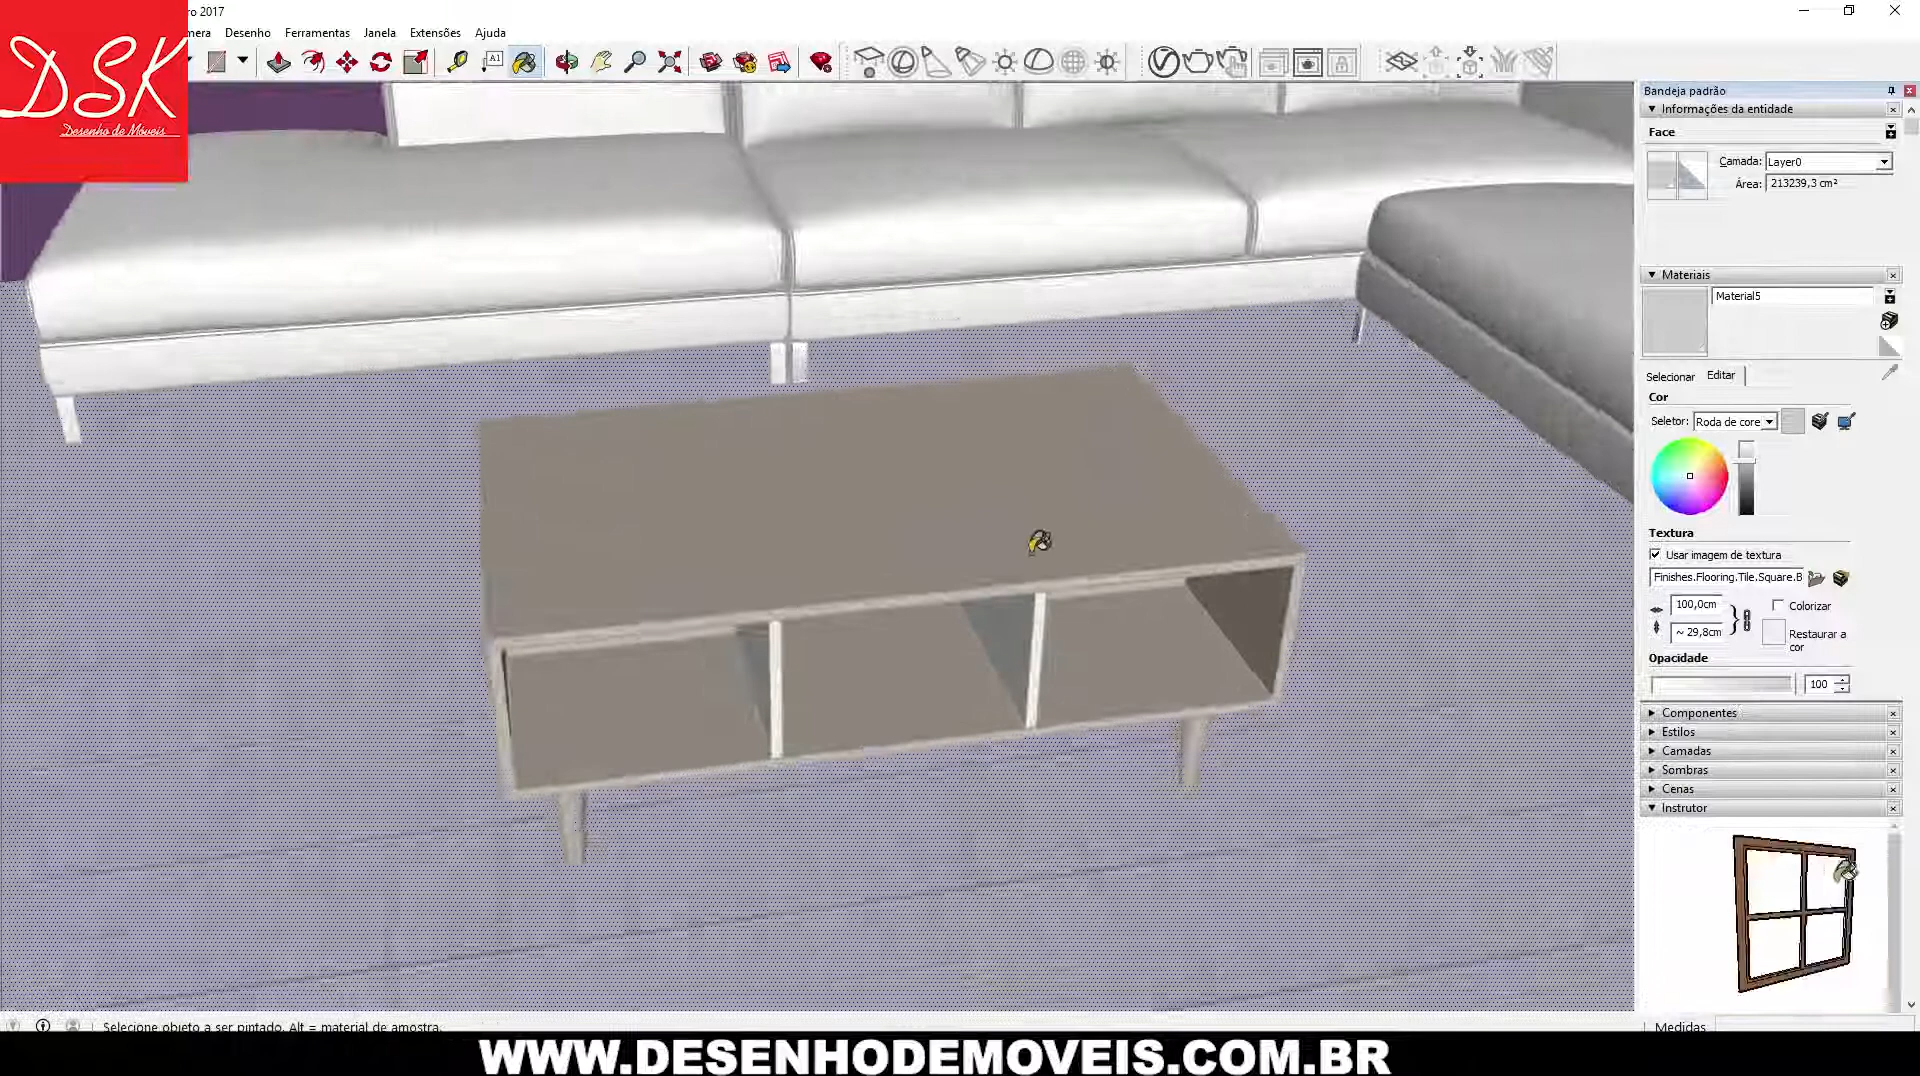 ro 2017
mera Desenho Ferramentas Janela Extensões Ajuda
DSK
Desenho de Móveis
A1
Bandeja padrão
Informações da entidade
Face
Camada: Layer0
Área: 213239,3 cm²
Materiais
Material5
Selecionar Editar
Cor
Seletor: Roda de core
Textura
Usar imagem de textura
Finishes.Flooring.Tile.Square.B
100,0cm Colorizar
~ 29,8cm Restaurar a
cor
Opacidade
100
Componentes
Estilos
Camadas
Sombras
Cenas
Instrutor
Selecione objeto a ser pintado. Alt = material de amostra.
Medidas
WWW.DESENHODEMOVEIS.COM.BR